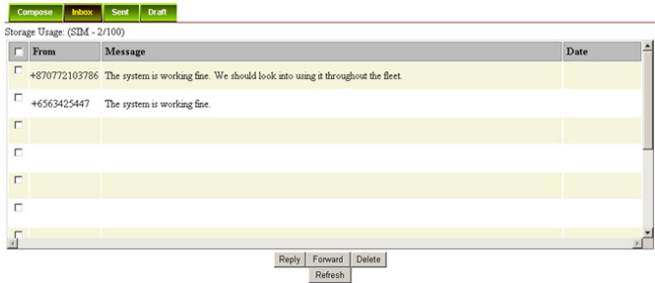 Compose Inbox Sent Draft
Storage Usage: (SIM - 2/100)
From Message Date
+870772103786 The system is working fine. We should look into using it throughout the fleet.
+6563425447 The system is working fine.
Reply Forward Delete
Refresh